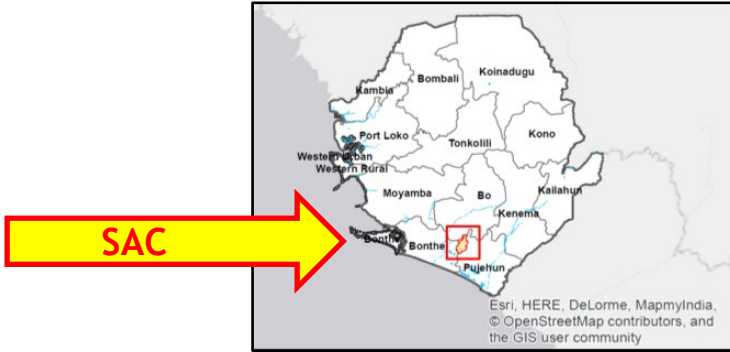 Koinadugu
Bombali
Kambia
Port Loko
Kono
Tonkolili
Western Urban
Western Rural
Kailahun
Moyamba
Bo
Kenema
SAC
Bonthe
Bonthe
Pujehun
Esri, HERE, DeLorme, MapmyIndia,
© OpenStreetMap contributors, and
the GIS user community